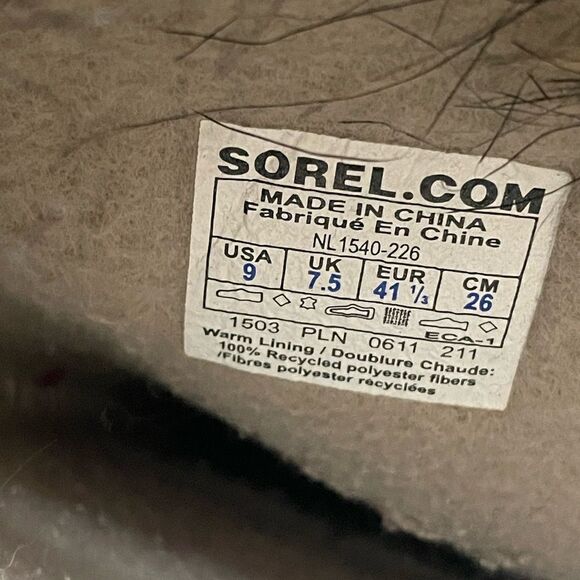 SOREL.COM
MADE IN CHINA
Fabriqué En Chine
NL1540-226
USA UK EUR CM
9 7.5 41 ⅓ 26
ECA-1
1503 PLN 0611 211
Warm Lining / Doublure Chaude:
100% Recycled polyester fibers
/Fibres polyester recyclées